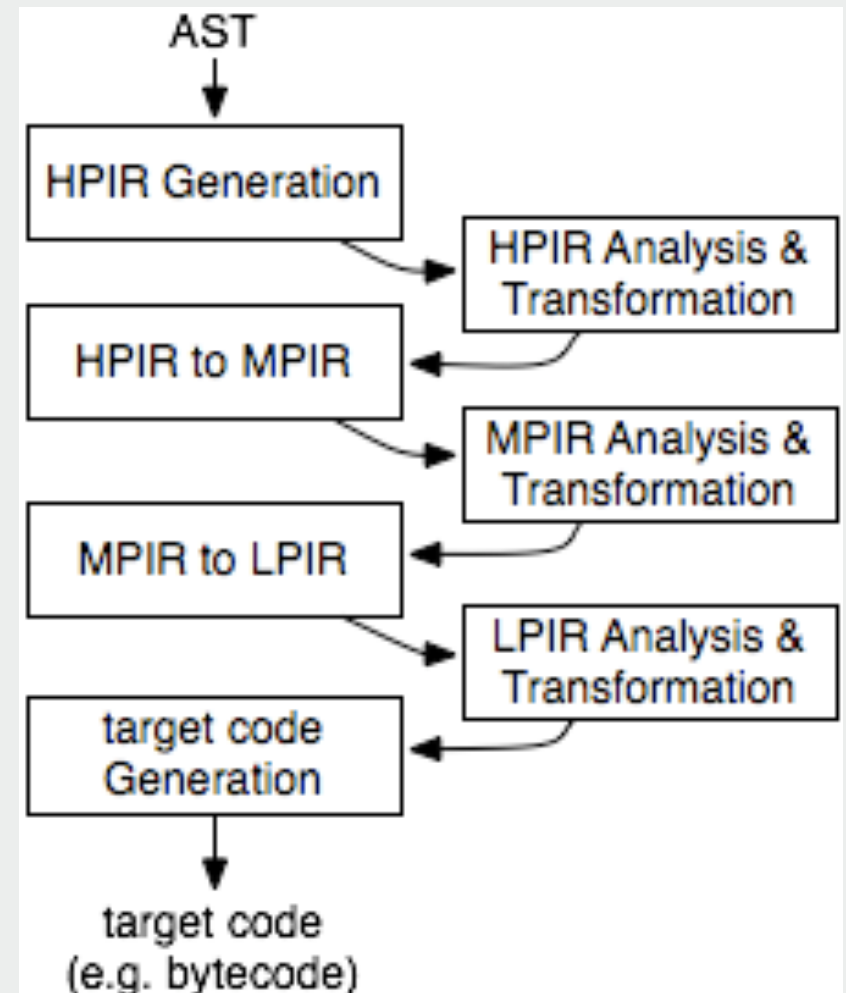 AST
HPIR Generation
HPIR Analysis &
Transformation
HPIR to MPIR
MPIR Analysis &
Transformation
MPIR to LPIR
LPIR Analysis &
Transformation
target code
Generation
target code
(e.g. bytecode)